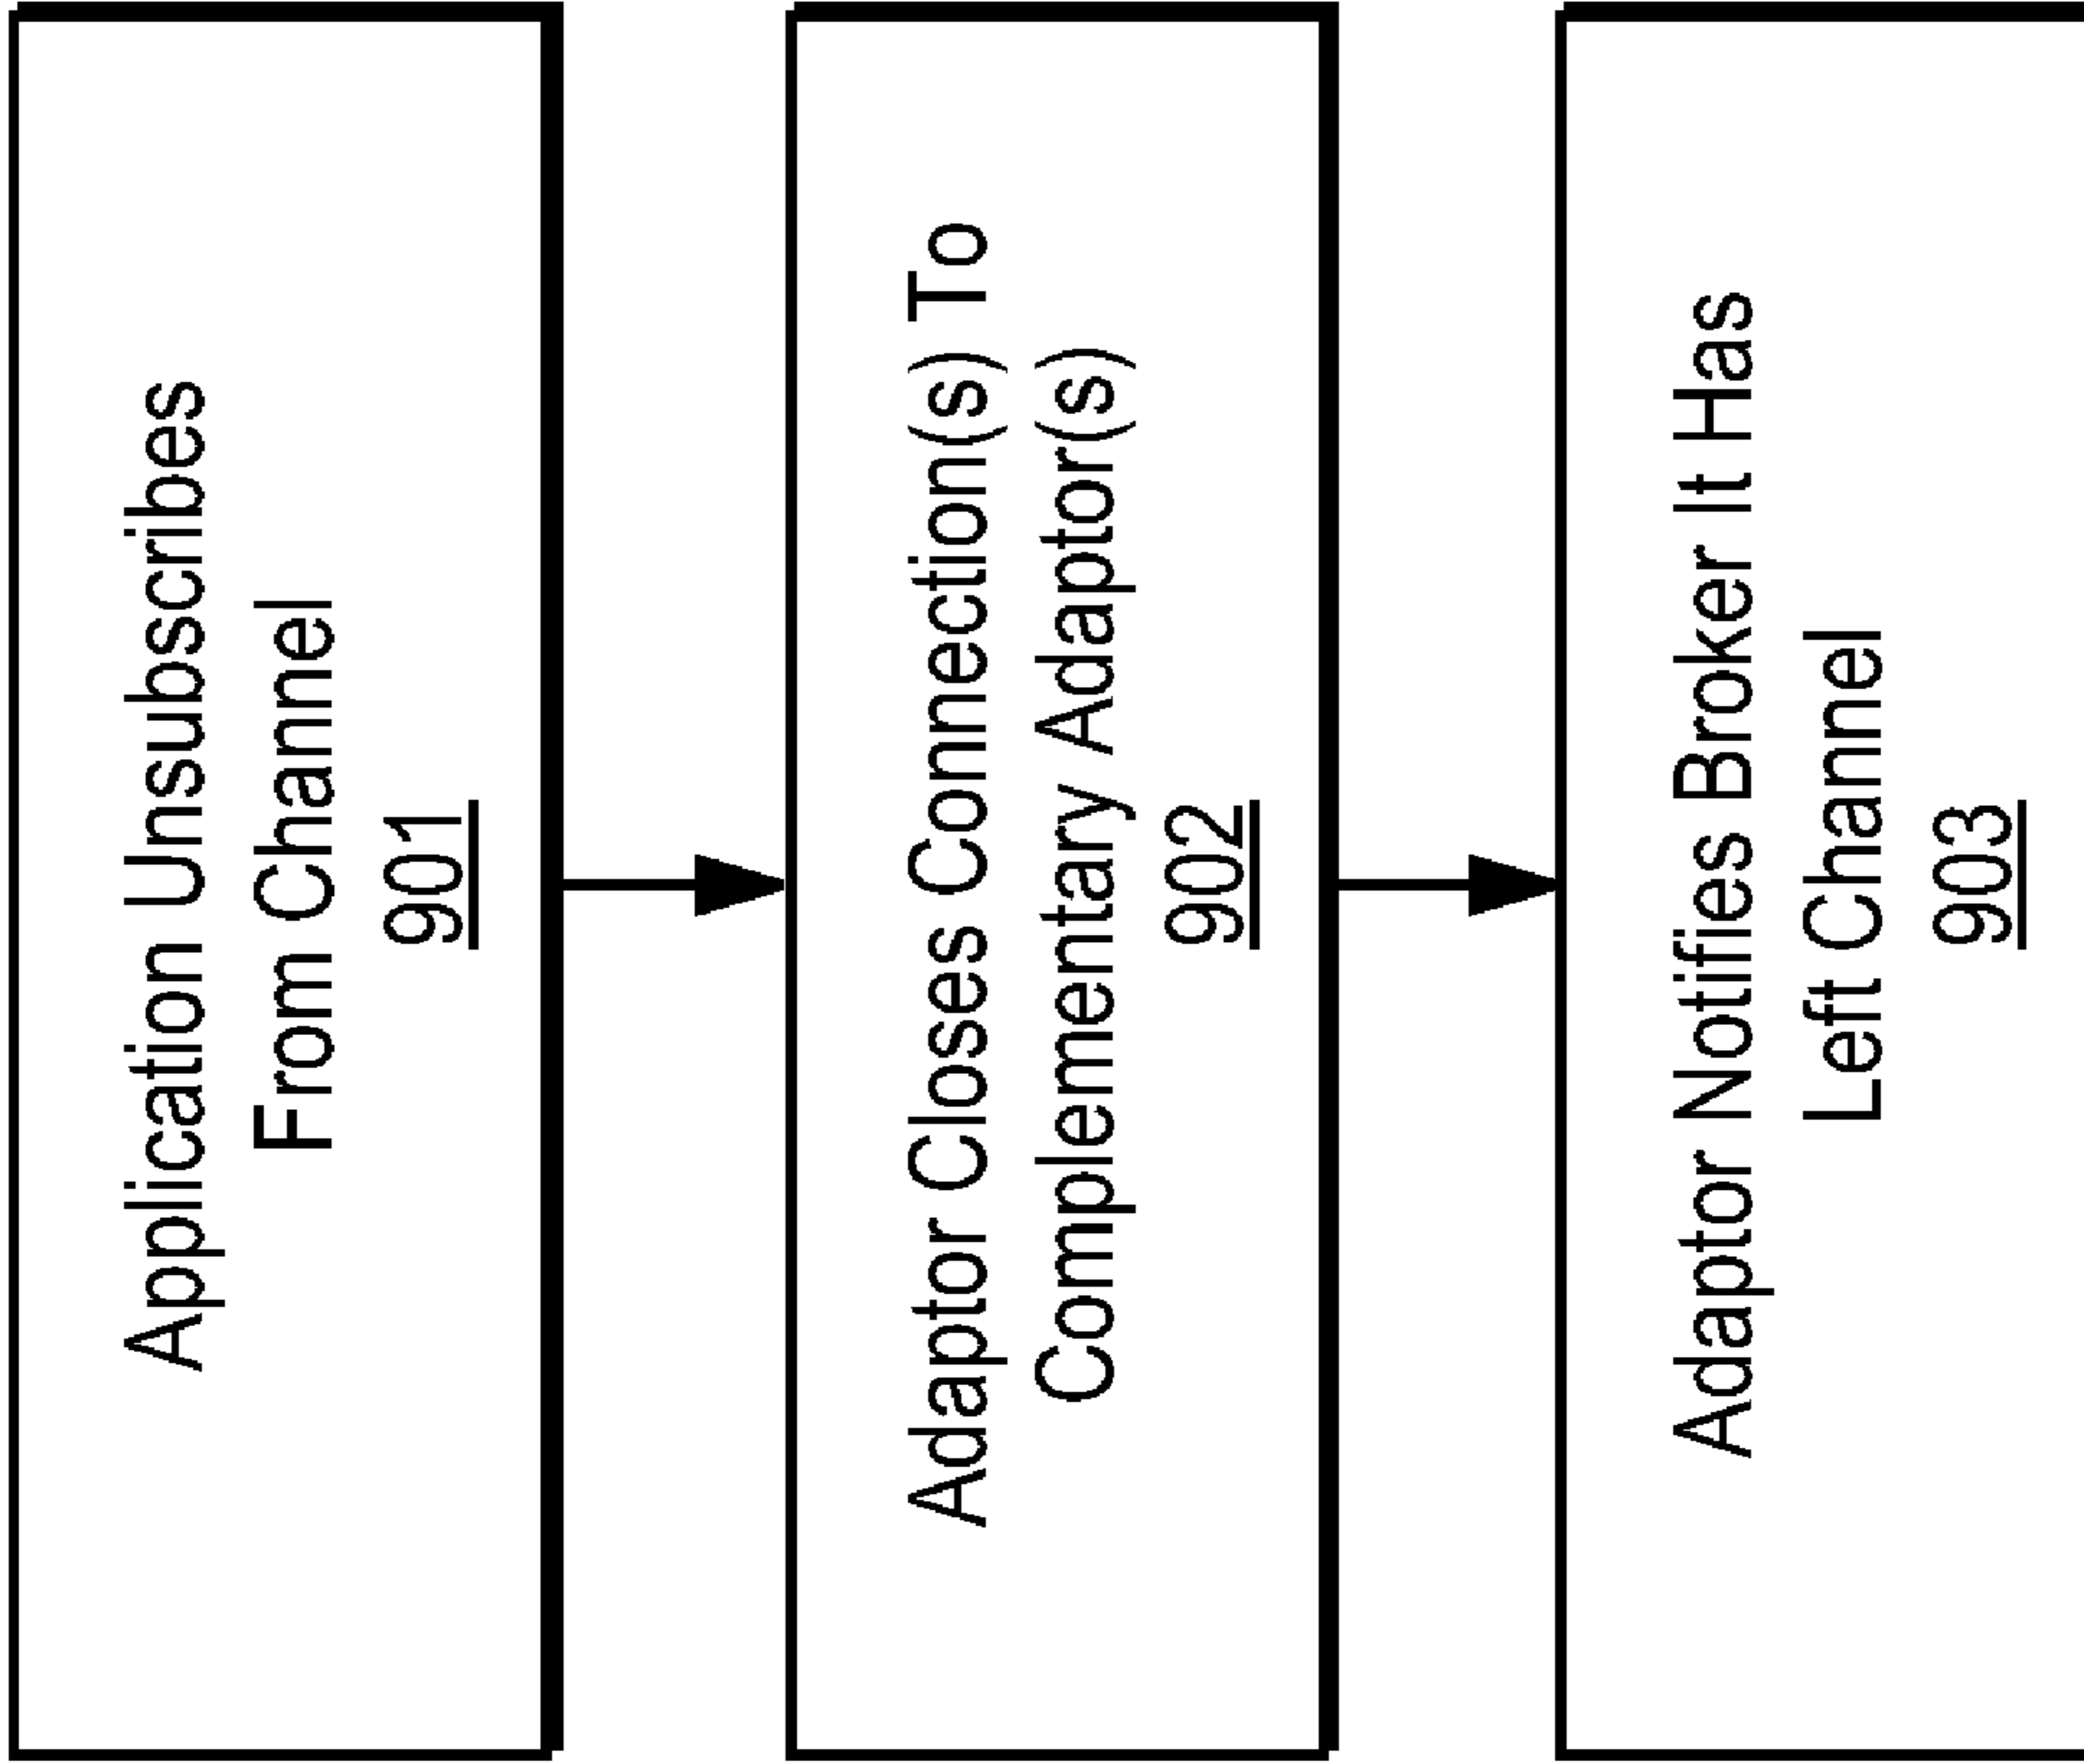 Application Unsubscribes
From Channel
901
Adaptor Closes Connection(s) To
Complementary Adaptor(s)
902
Adaptor Notifies Broker It Has
Left Channel
903